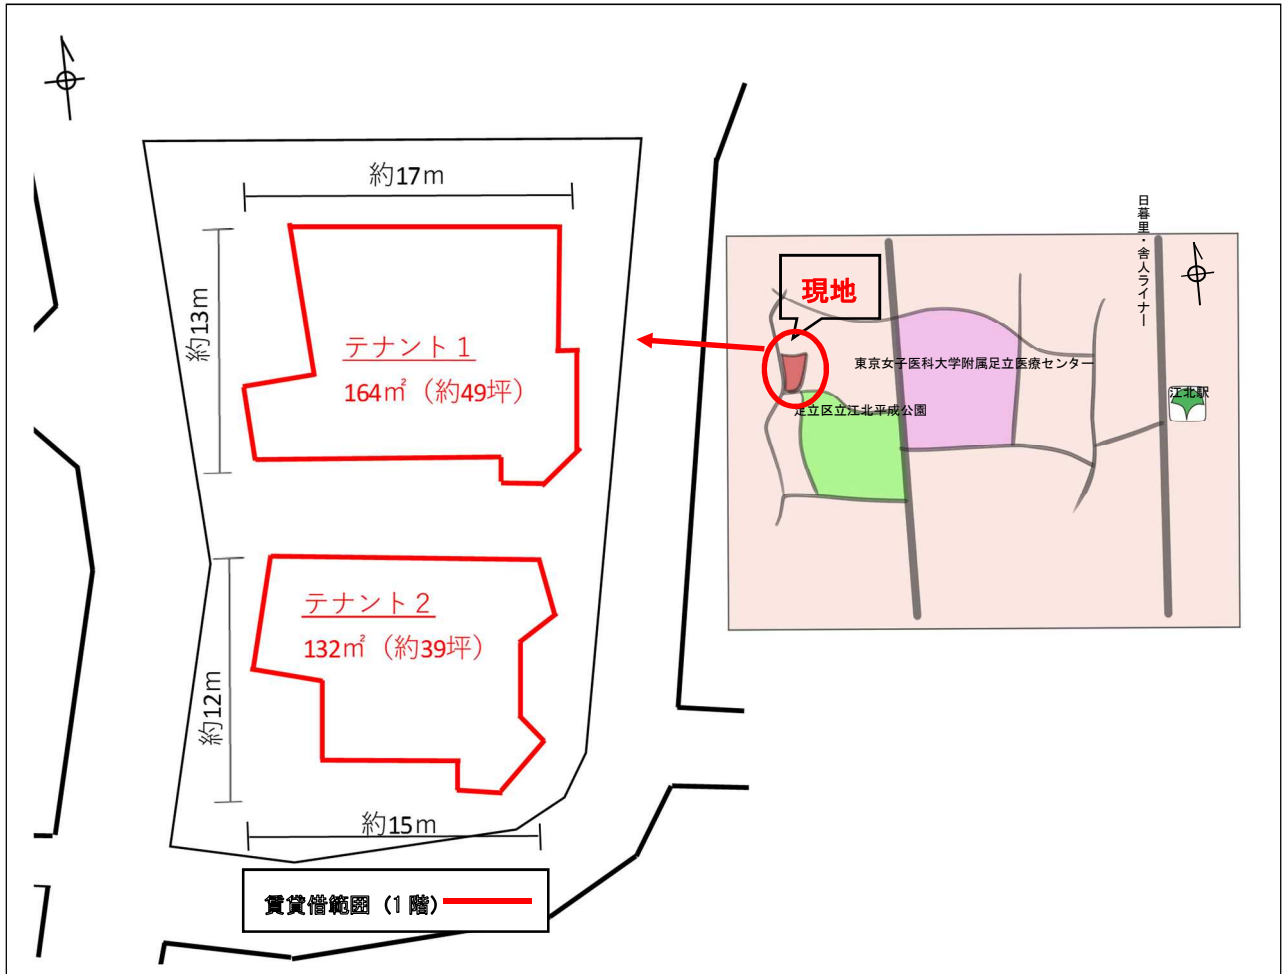 約17m
約13m
テナント１
164㎡（約49坪）
テナント２
132㎡（約39坪）
約12m
約15m
賃貸借範囲（1階）
現地
日暮里・舎人ライナー
東京女子医科大学附属足立医療センター
足立区立江北平成公園
江北駅